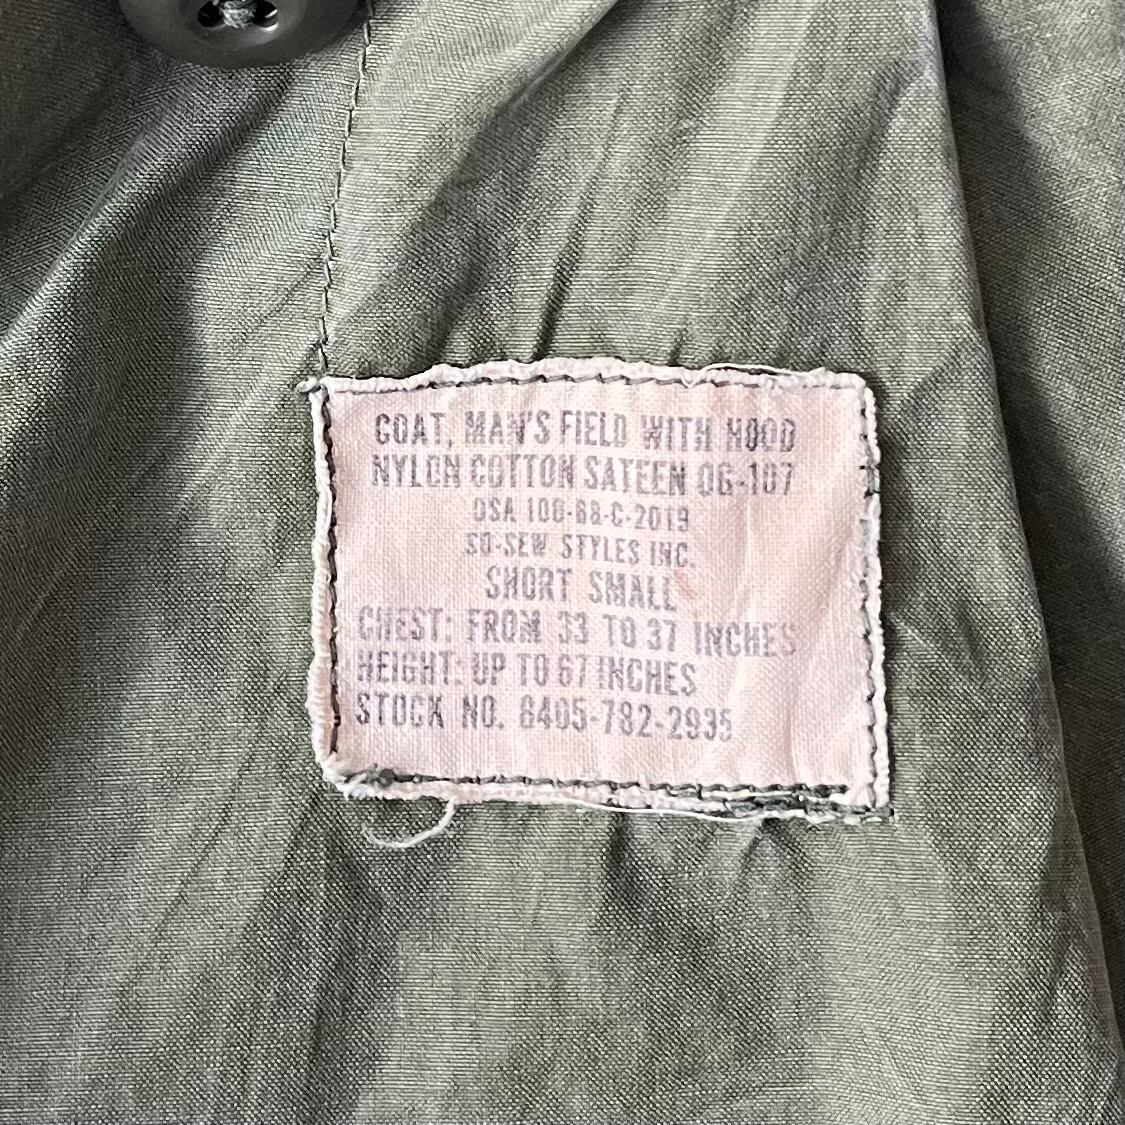 COAT, MAN'S FIELD WITH HOOD
NYLON COTTON SATEEN OG-107
DSA 100-68-C-2019
SO-SEW STYLES INC.
SHORT SMALL
CHEST: FROM 33 TO 37 INCHES
HEIGHT: UP TO 67 INCHES
STOCK NO. 8405-782-2935